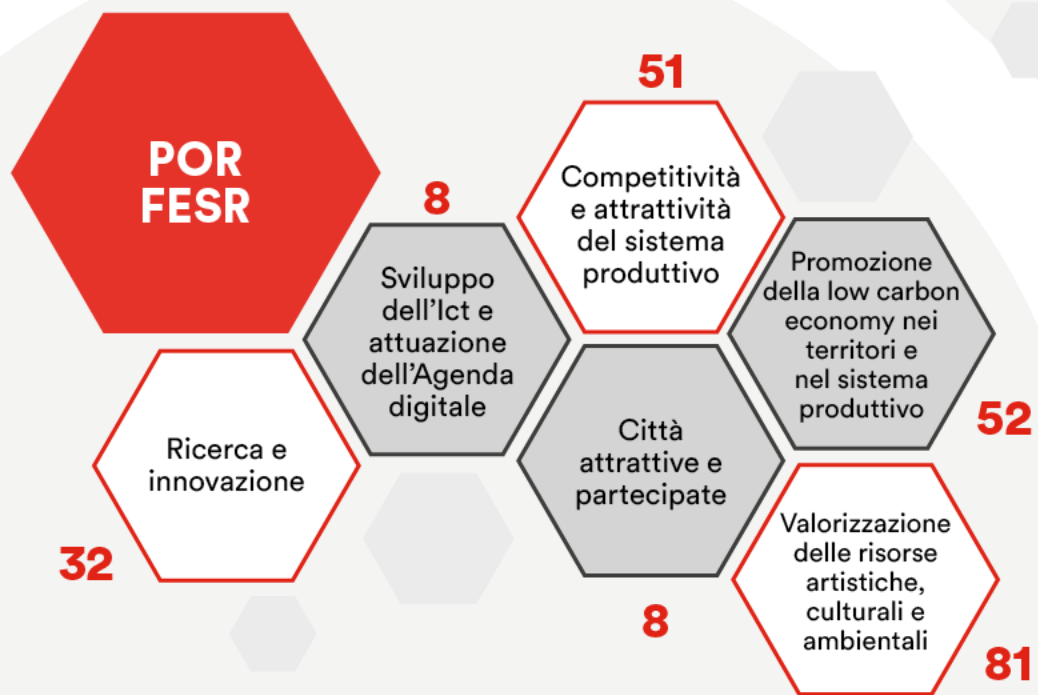 POR
FESR
32
Ricerca e
innovazione
8
Sviluppo
dell'Ict e
attuazione
dell'Agenda
digitale
51
Competitività
e attrattività
del sistema
produttivo
Città
attrattive e
partecipate
8
Promozione
della low carbon
economy nei
territori e
nel sistema
produttivo
52
Valorizzazione
delle risorse
artistiche,
culturali e
ambientali
81